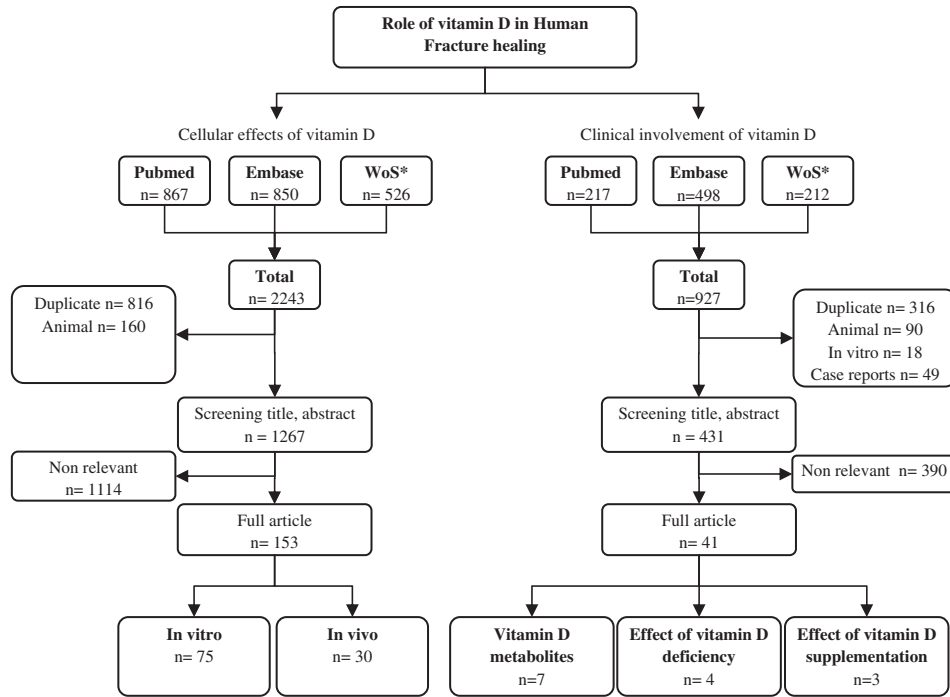 Role of vitamin D in Human
Fracture healing
Cellular effects of vitamin D
Clinical involvement of vitamin D
Pubmed
n= 867
Embase
n= 850
WoS*
n= 526
Pubmed
n=217
Embase
n=498
WoS*
n=212
Total
n= 2243
Total
n=927
Duplicate n= 816
Animal n= 160
Duplicate n= 316
Animal n= 90
In vitro n= 18
Case reports n= 49
Screening title, abstract
n = 1267
Screening title, abstract
n = 431
Non relevant
n= 1114
Non relevant n= 390
Full article
n= 153
Full article
n= 41
In vitro
n= 75
In vivo
n= 30
Vitamin D
metabolites
n=7
Effect of vitamin D
deficiency
n= 4
Effect of vitamin D
supplementation
n=3